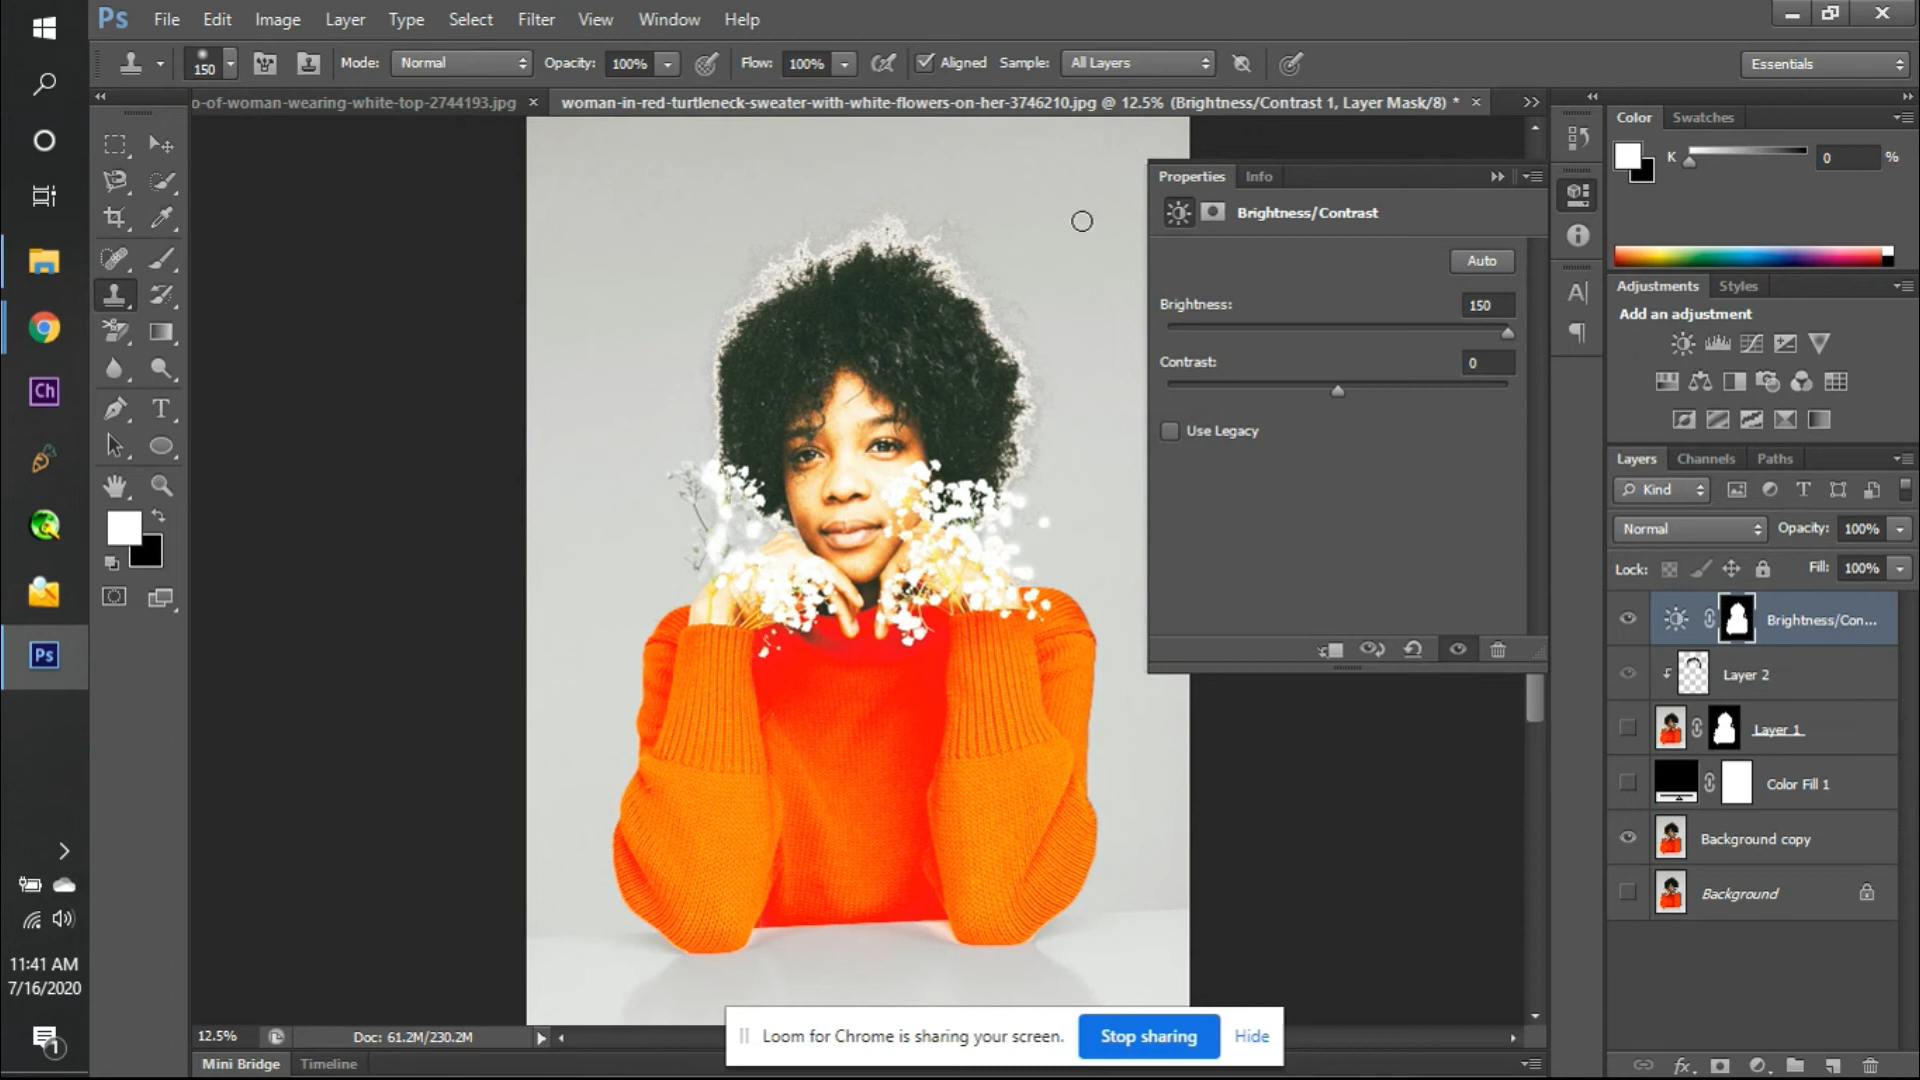 Ps File Edit Image Layer Type Select Filter View Window Help
150 Mode: Normal Opacity: 100% Flow: 100% Aligned Sample: All Layers Essentials
o-of-woman-wearing-white-top-2744193.jpg × woman-in-red-turtleneck-sweater-with-white-flowers-on-her-3746210.jpg @ 12.5% (Brightness/Contrast 1, Layer Mask/8) * ×
Color Swatches
K 0 %
Properties Info
Brightness/Contrast
Auto
Brightness: 150
Contrast: 0
Use Legacy
Adjustments Styles
Add an adjustment
Layers Channels Paths
Kind
Normal Opacity: 100%
Lock: Fill: 100%
Brightness/Con...
Layer 2
Layer 1
Color Fill 1
Background copy
Background
Ch
Ps
11:41 AM
7/16/2020
1
12.5% Doc: 61.2M/230.2M
Loom for Chrome is sharing your screen. Stop sharing Hide
Mini Bridge Timeline